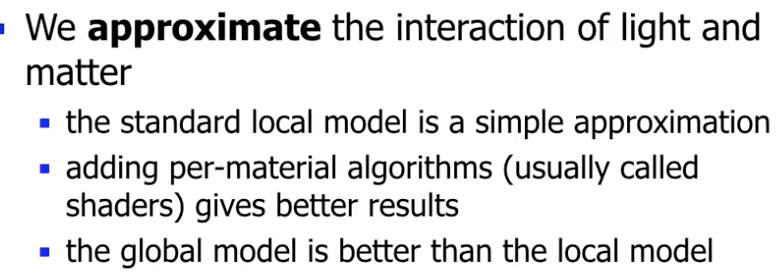 We approximate the interaction of light and
matter
the standard local model is a simple approximation
adding per-material algorithms (usually called
shaders) gives better results
the global model is better than the local model